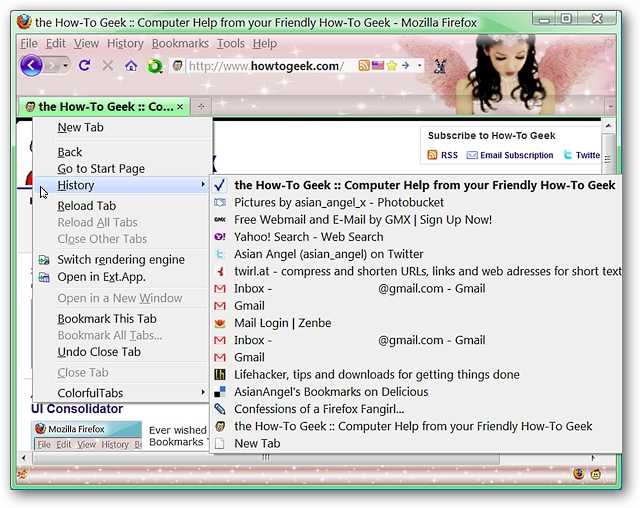 the How-To Geek :: Computer Help from your Friendly How-To Geek - Mozilla Firefox
File Edit View History Bookmarks Tools Help
http://www.howtogeek.com/
the How-To Geek :: Co...
New Tab
Back
Go to Start Page
History
Reload Tab
Reload All Tabs
Close Other Tabs
Switch rendering engine
Open in Ext.App.
Open in a New Window
Bookmark This Tab
Bookmark All Tabs...
Undo Close Tab
Close Tab
ColorfulTabs
Subscribe to How-To Geek
RSS Email Subscription Twitte
the How-To Geek :: Computer Help from your Friendly How-To Geek
Pictures by asian_angel_x - Photobucket
GMX Free Webmail and E-Mail by GMX | Sign Up Now!
Yahoo! Search - Web Search
Asian Angel (asian_angel) on Twitter
twirl.at - compress and shorten URLs, links and web adresses for short text
Inbox - @gmail.com - Gmail
Gmail
Mail Login | Zenbe
Inbox - @gmail.com - Gmail
Gmail
Lifehacker, tips and downloads for getting things done
AsianAngel's Bookmarks on Delicious
Confessions of a Firefox Fangirl...
the How-To Geek :: Computer Help from your Friendly How-To Geek
New Tab
UI Consolidator
Mozilla Firefox
File Edit View History B
Ever wished
Bookmarks T